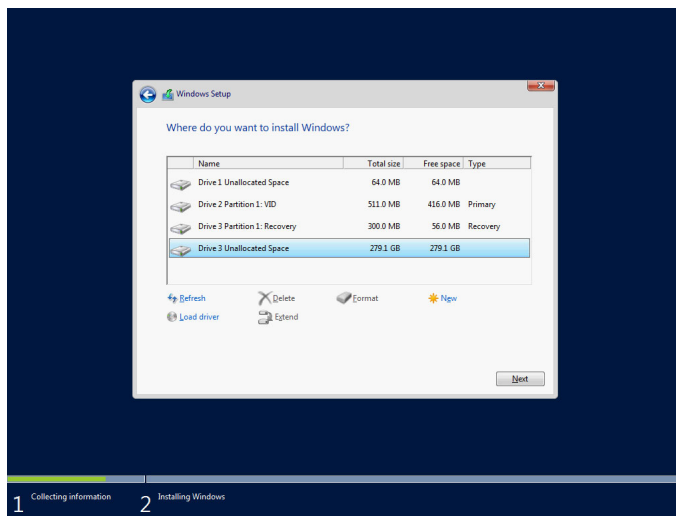 Windows Setup
Where do you want to install Windows?
Name Total size Free space Type
Drive 1 Unallocated Space 64.0 MB 64.0 MB
Drive 2 Partition 1: VID 511.0 MB 416.0 MB Primary
Drive 3 Partition 1: Recovery 300.0 MB 56.0 MB Recovery
Drive 3 Unallocated Space 279.1 GB 279.1 GB
Refresh Delete Format New
Load driver Extend
Next
1 Collecting information 2 Installing Windows